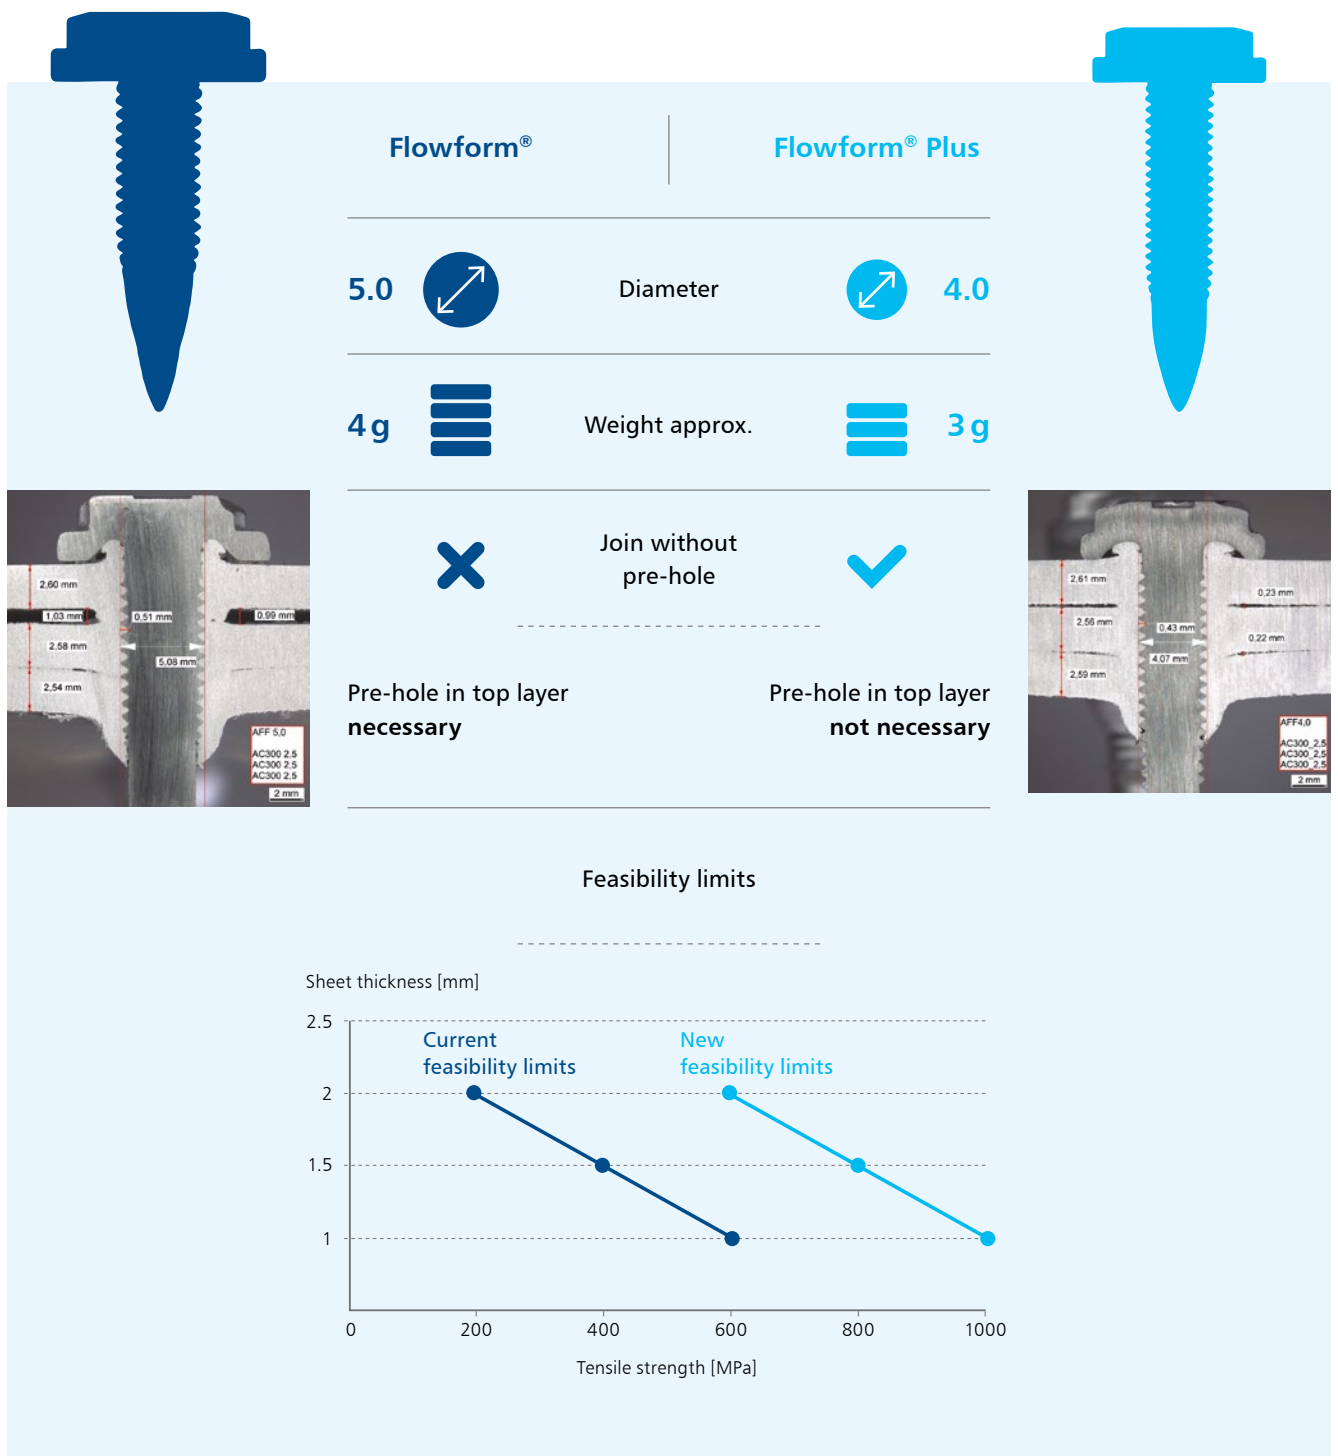 Flowform®
Flowform® Plus
5.0
Diameter
4.0
4 g
Weight approx.
3 g
Join without
pre-hole
2,60 mm
1,03 mm
0,51 mm
0.99 mm
2,58 mm
5,08 mm
2,54 mm
AFF 5,0
AC300 2,5
AC300 2,5
AC300 2,5
2 mm
2,61 mm
0,23 mm
2,56 mm
0,43 mm
0,22 mm
4,07 mm
2,59 mm
AFF4,0
AC300_2,5
AC300_2,5
AC300_2,5
2 mm
Pre-hole in top layer
necessary
Pre-hole in top layer
not necessary
Feasibility limits
Sheet thickness [mm]
2.5
Current
feasibility limits
New
feasibility limits
2
1.5
1
0
200
400
600
800
1000
Tensile strength [MPa]